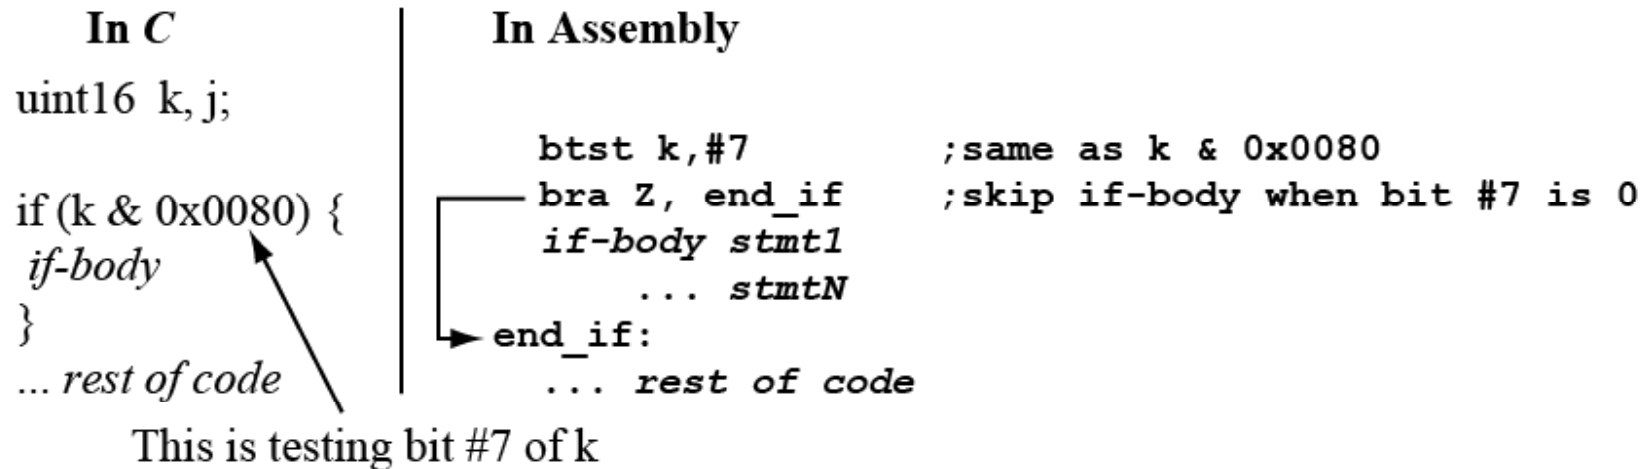 In C
uint16 k, j;
if (k & 0x0080) {
if-body
}
... rest of code
This is testing bit #7 of k
In Assembly
btst k,#7 ;same as k & 0x0080
bra Z, end_if ;skip if-body when bit #7 is 0
if-body stmt1
... stmtN
end_if:
... rest of code